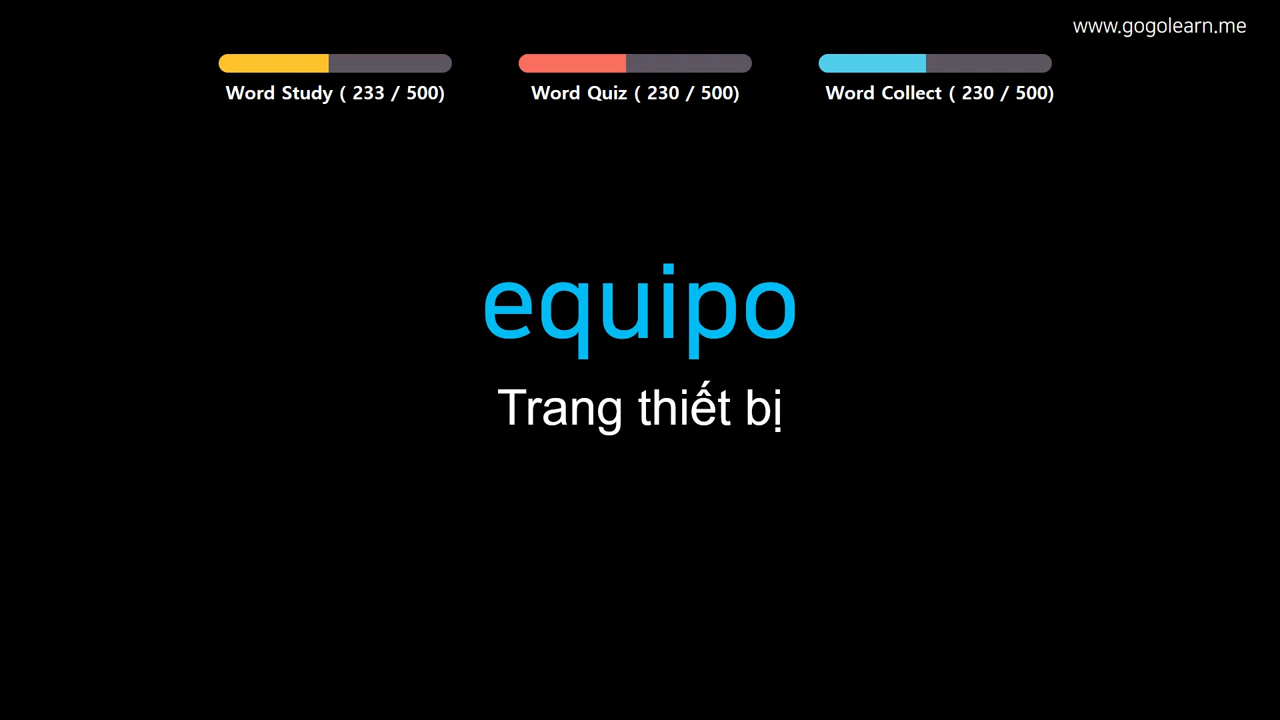 www.gogolearn.me
Word Study ( 233 / 500)
Word Quiz ( 230 / 500)
Word Collect ( 230 / 500)
equipo
Trang thiết bị